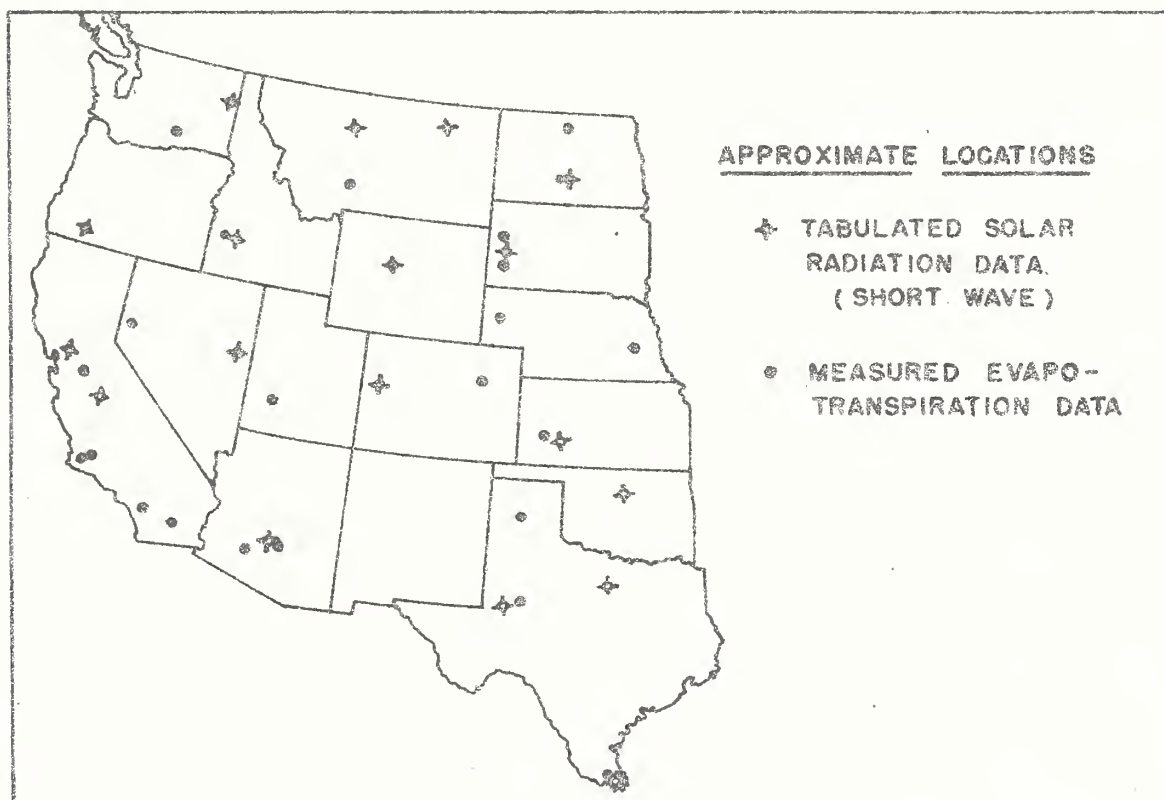 APPROXIMATE LOCATIONS
TABULATED SOLAR
RADIATION DATA.
(SHORT WAVE)
MEASURED EVAPO-
TRANSPIRATION DATA